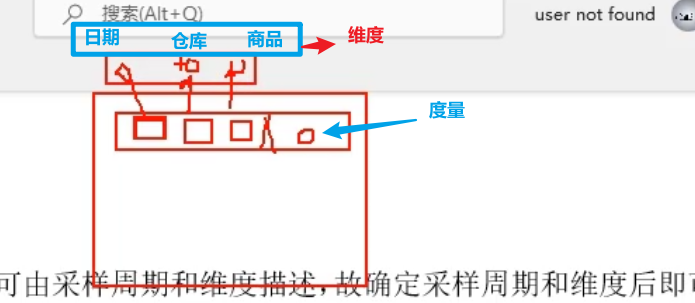 搜索(Alt+Q)
user not found
日期 仓库 商品
维度
度量
可由采样周期和维度描述,故确定采样周期和维度后即可